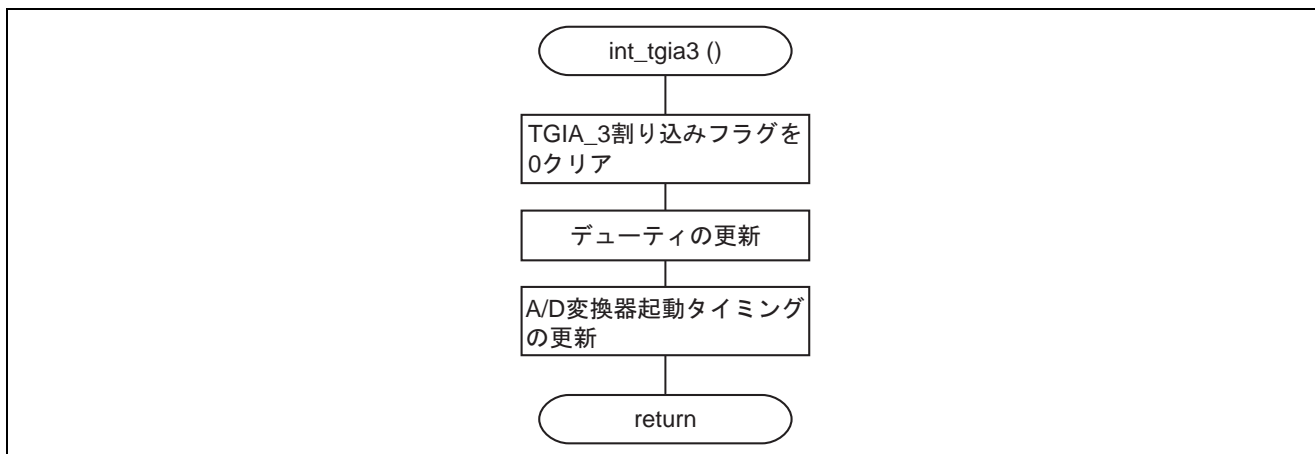 int_tgia3 ()
TGIA_3割り込みフラグを
0クリア
デューティの更新
A/D変換器起動タイミング
の更新
return